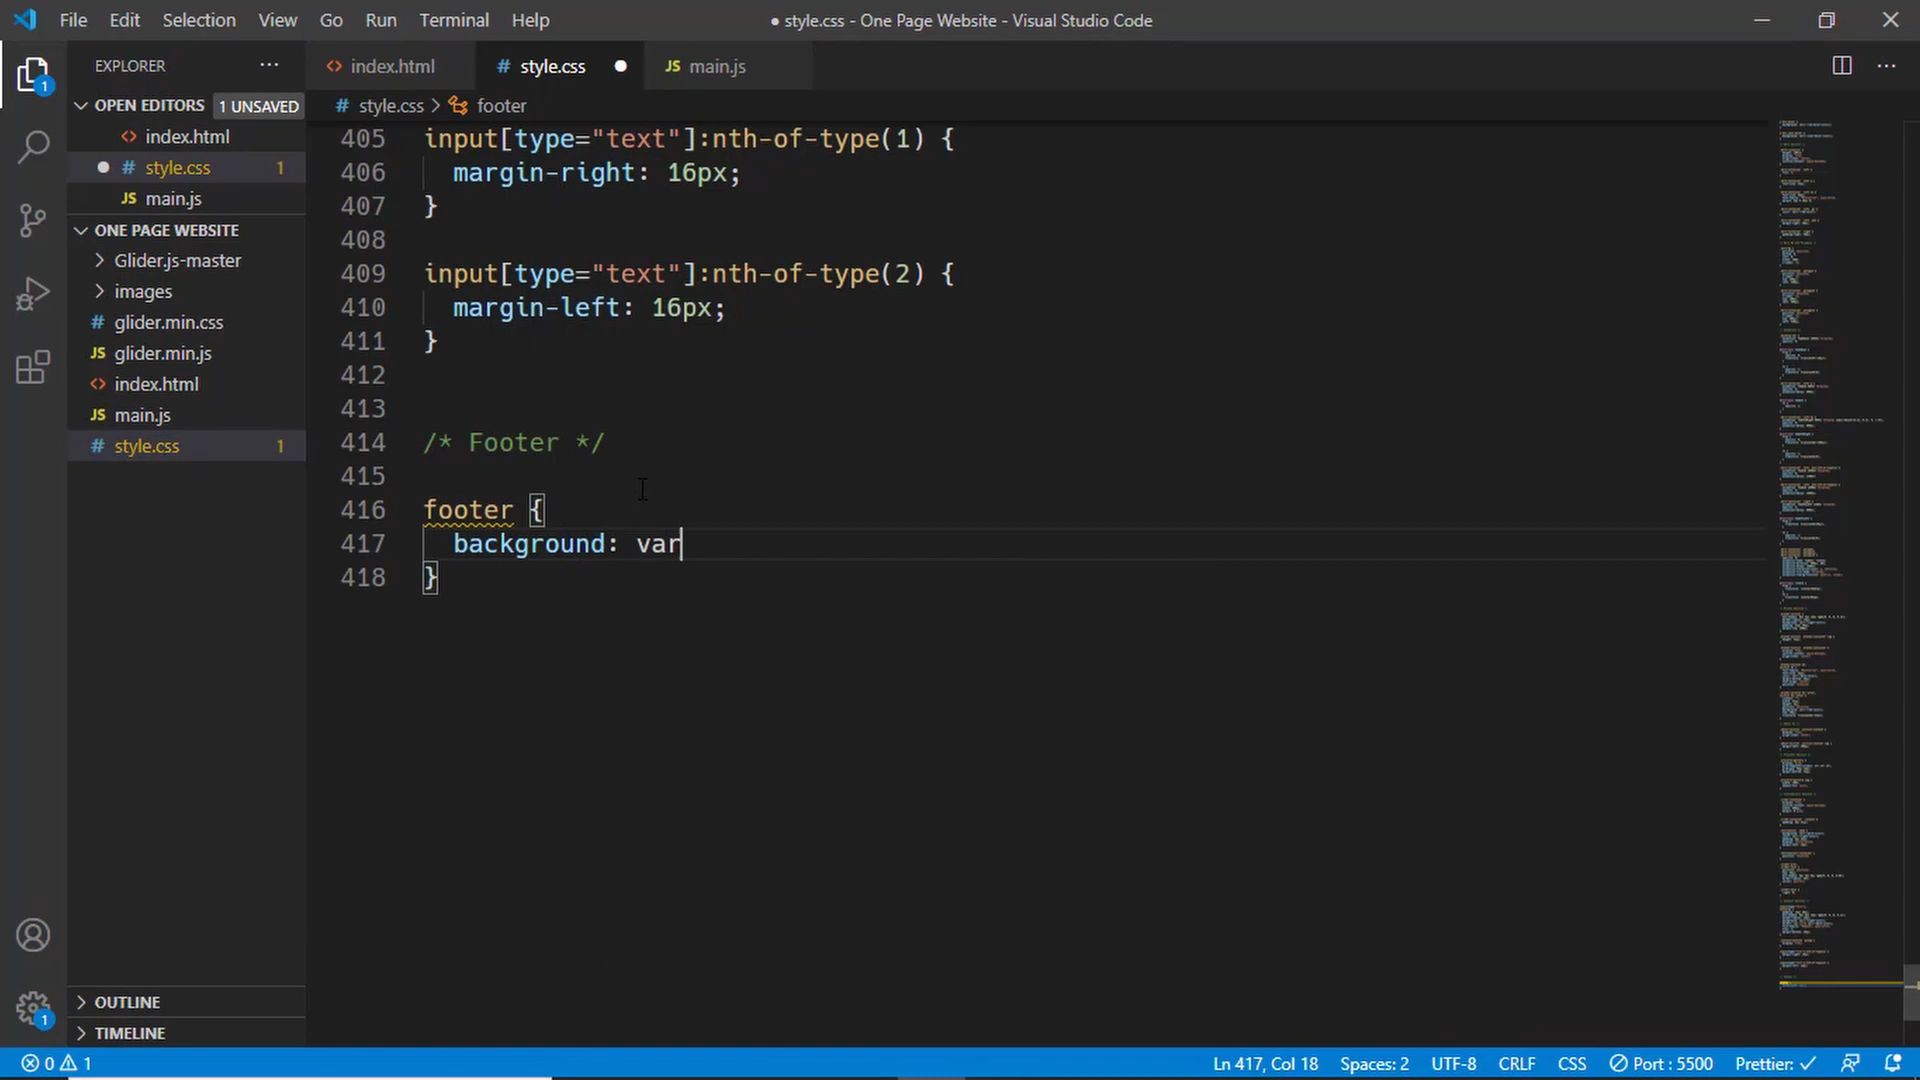 File Edit Selection View Go Run Terminal Help
● style.css - One Page Website - Visual Studio Code
EXPLORER
index.html
style.css
main.js
OPEN EDITORS 1 UNSAVED
index.html
style.css 1
main.js
ONE PAGE WEBSITE
Glider.js-master
images
glider.min.css
glider.min.js
index.html
main.js
style.css 1
OUTLINE
TIMELINE
style.css > footer
405 input[type="text"]:nth-of-type(1) {
406 margin-right: 16px;
407 }
408
409 input[type="text"]:nth-of-type(2) {
410 margin-left: 16px;
411 }
412
413
414 /* Footer */
415
416 footer {
417 background: var
418 }
1
1
0 1
Ln 417, Col 18 Spaces: 2 UTF-8 CRLF CSS Port : 5500 Prettier: ✓